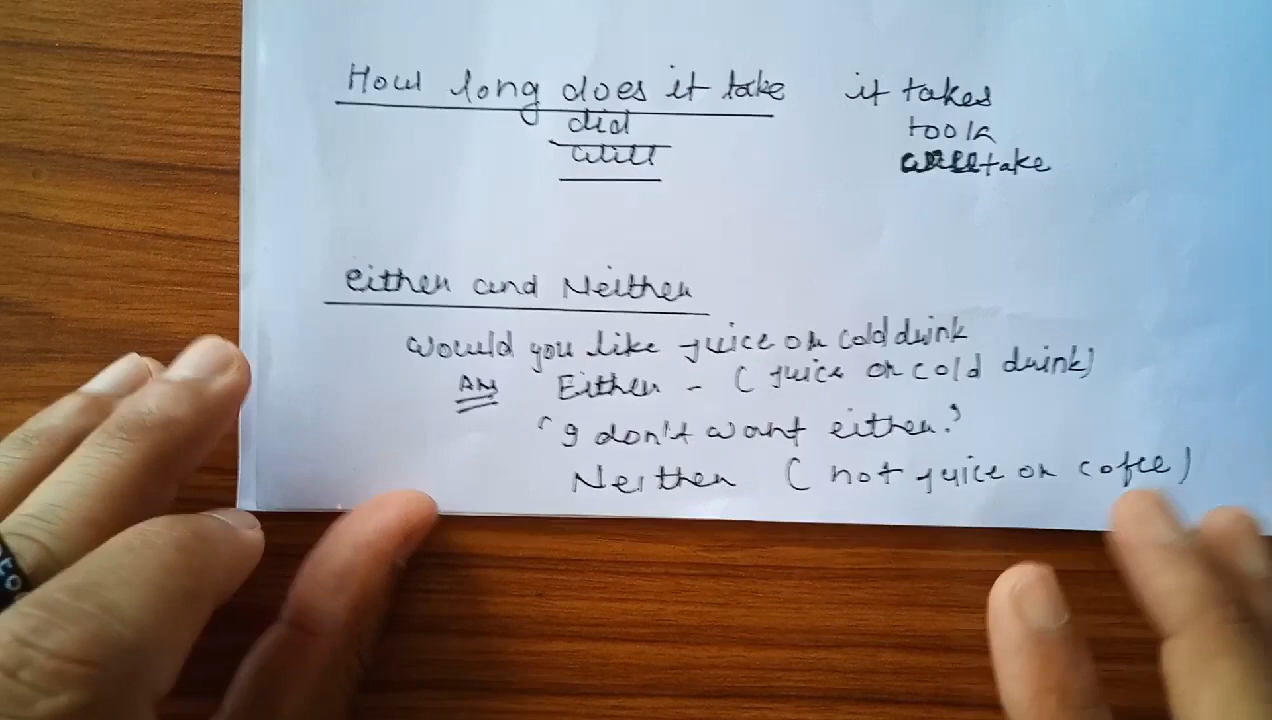 How long does it take it takes
did took
will will take
either and Neither
would you like juice or cold drink
Ans Either - (juice or cold drink)
"I don't want either."
Neither (not juice or cofee)